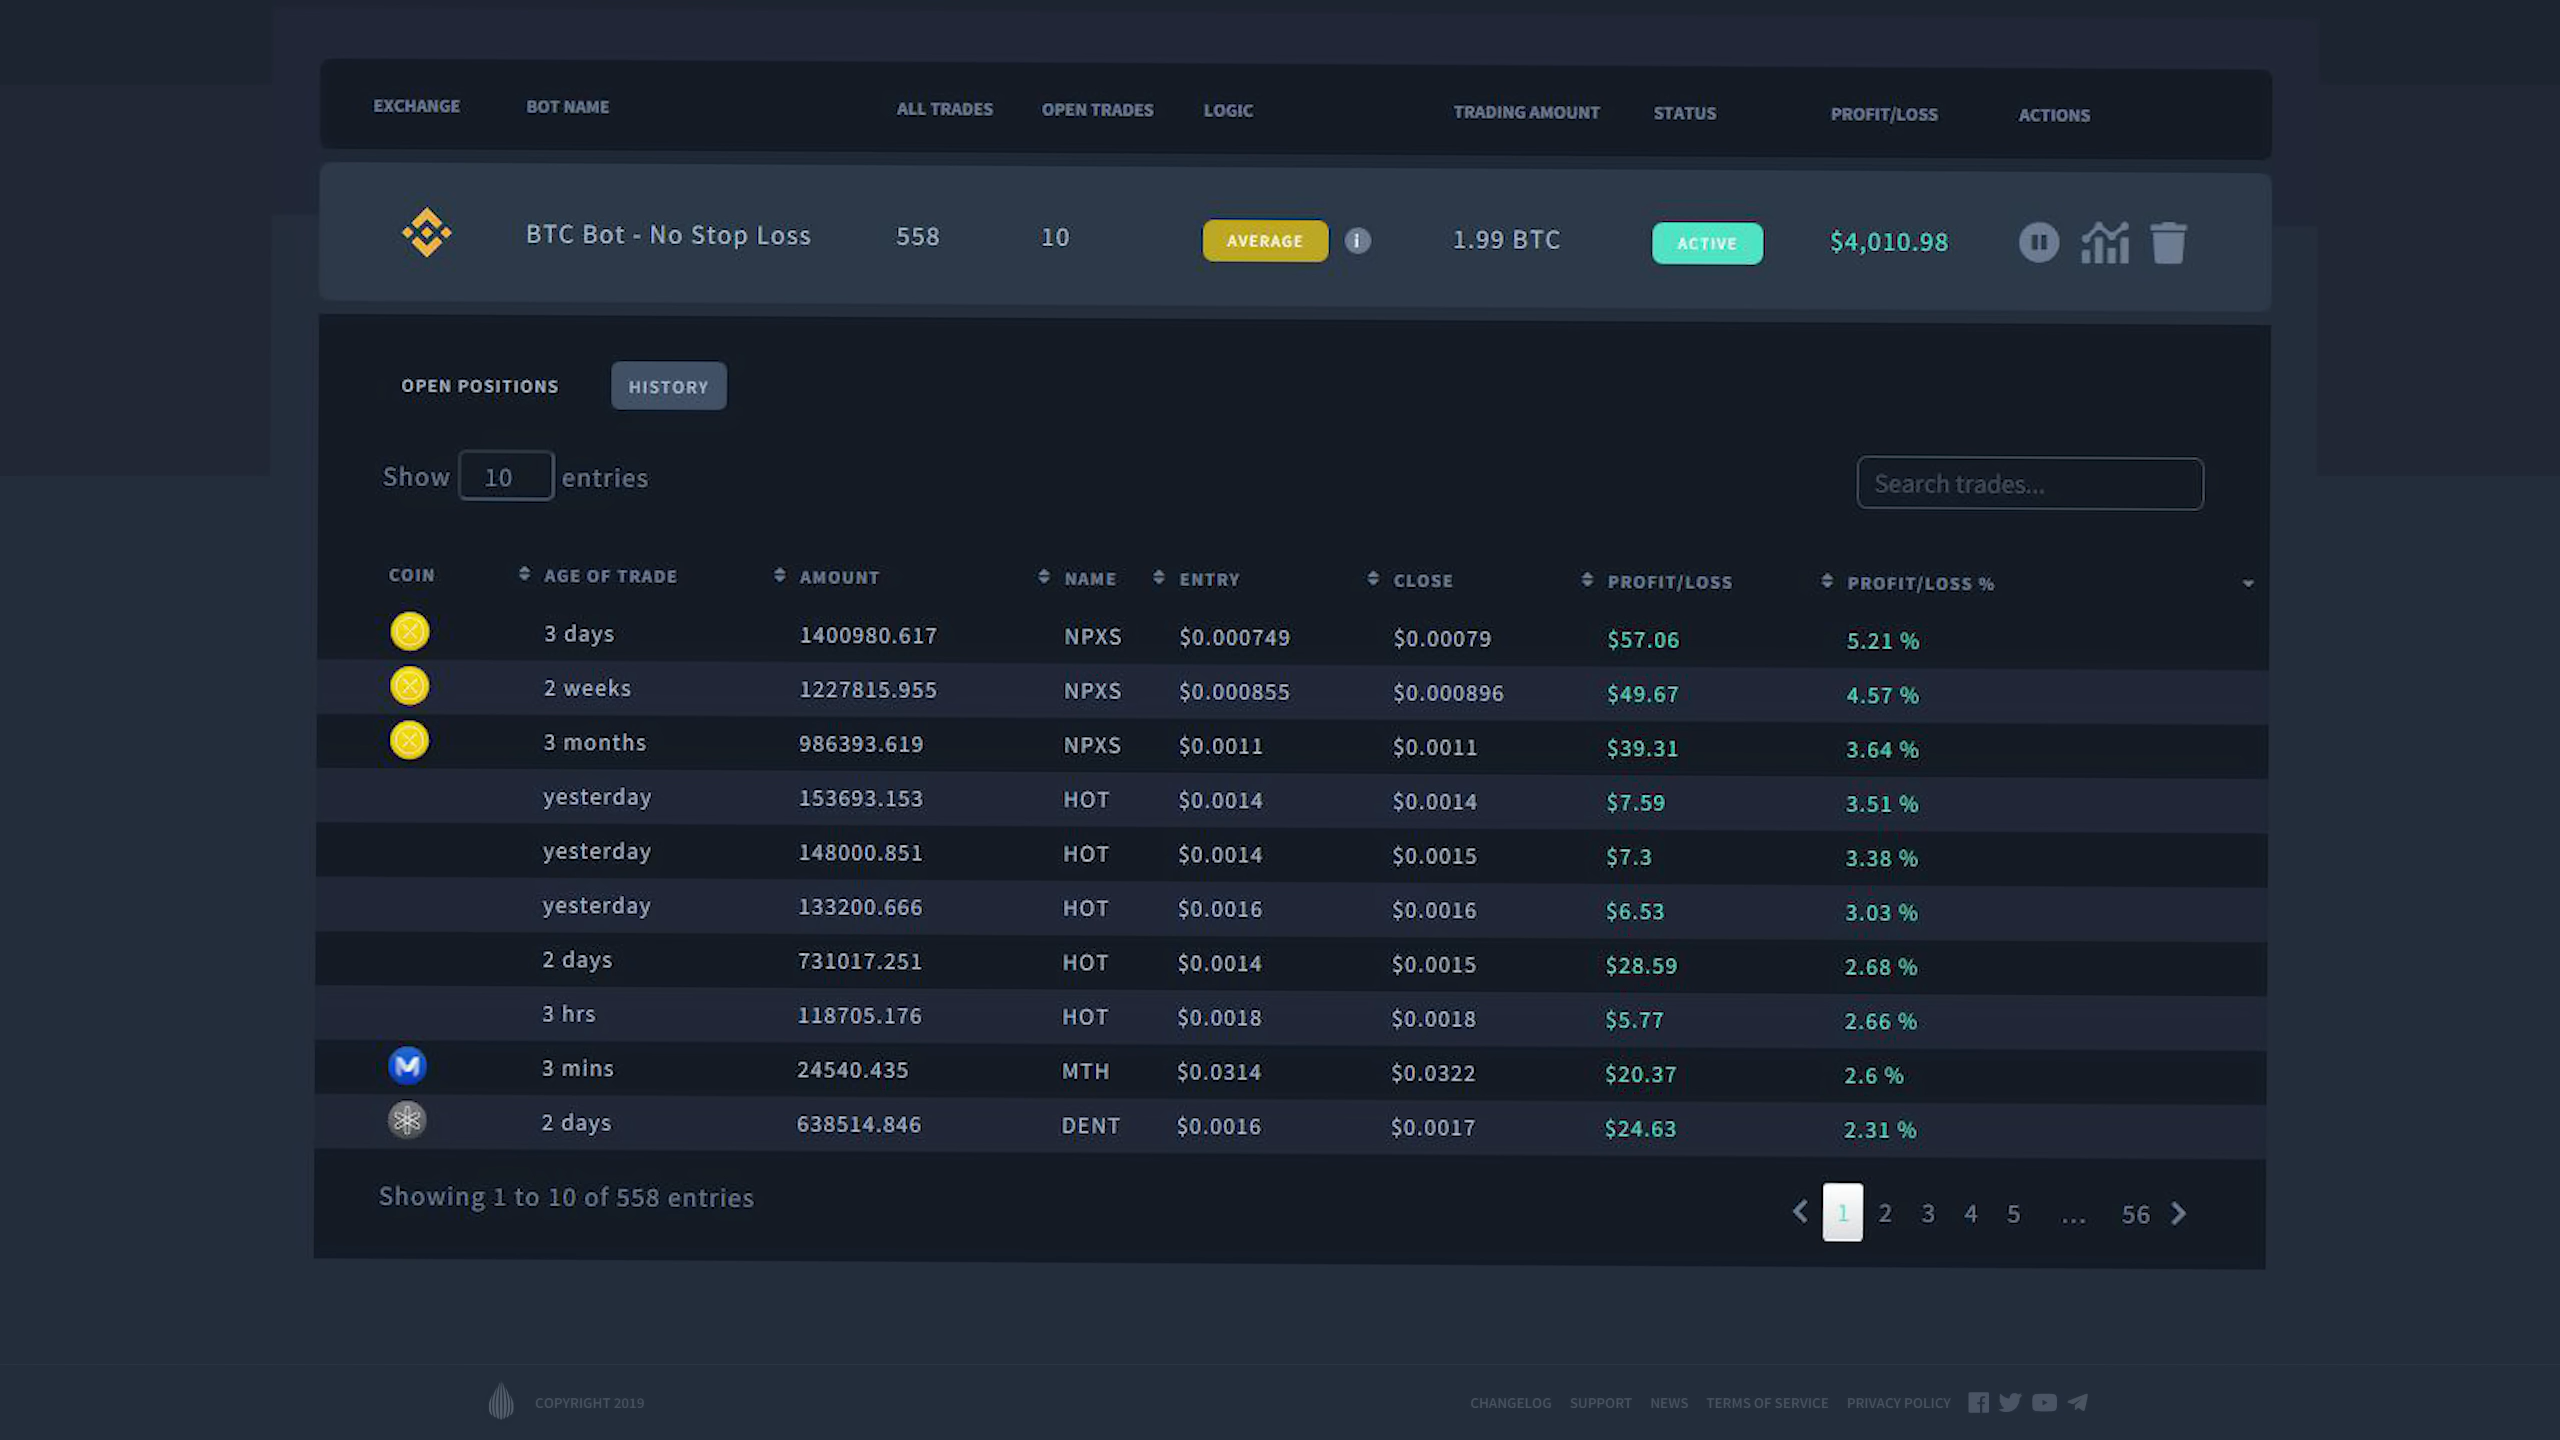 EXCHANGE BOT NAME ALL TRADES OPEN TRADES LOGIC TRADING AMOUNT STATUS PROFIT/LOSS ACTIONS
BTC Bot - No Stop Loss 558 10 AVERAGE i 1.99 BTC ACTIVE $4,010.98
OPEN POSITIONS HISTORY
Show 10 entries Search trades...
COIN AGE OF TRADE AMOUNT NAME ENTRY CLOSE PROFIT/LOSS PROFIT/LOSS %
3 days 1400980.617 NPXS $0.000749 $0.00079 $57.06 5.21 %
2 weeks 1227815.955 NPXS $0.000855 $0.000896 $49.67 4.57 %
3 months 986393.619 NPXS $0.0011 $0.0011 $39.31 3.64 %
yesterday 153693.153 HOT $0.0014 $0.0014 $7.59 3.51 %
yesterday 148000.851 HOT $0.0014 $0.0015 $7.3 3.38 %
yesterday 133200.666 HOT $0.0016 $0.0016 $6.53 3.03 %
2 days 731017.251 HOT $0.0014 $0.0015 $28.59 2.68 %
3 hrs 118705.176 HOT $0.0018 $0.0018 $5.77 2.66 %
3 mins 24540.435 MTH $0.0314 $0.0322 $20.37 2.6 %
2 days 638514.846 DENT $0.0016 $0.0017 $24.63 2.31 %
Showing 1 to 10 of 558 entries 1 2 3 4 5 ... 56
COPYRIGHT 2019 CHANGELOG SUPPORT NEWS TERMS OF SERVICE PRIVACY POLICY